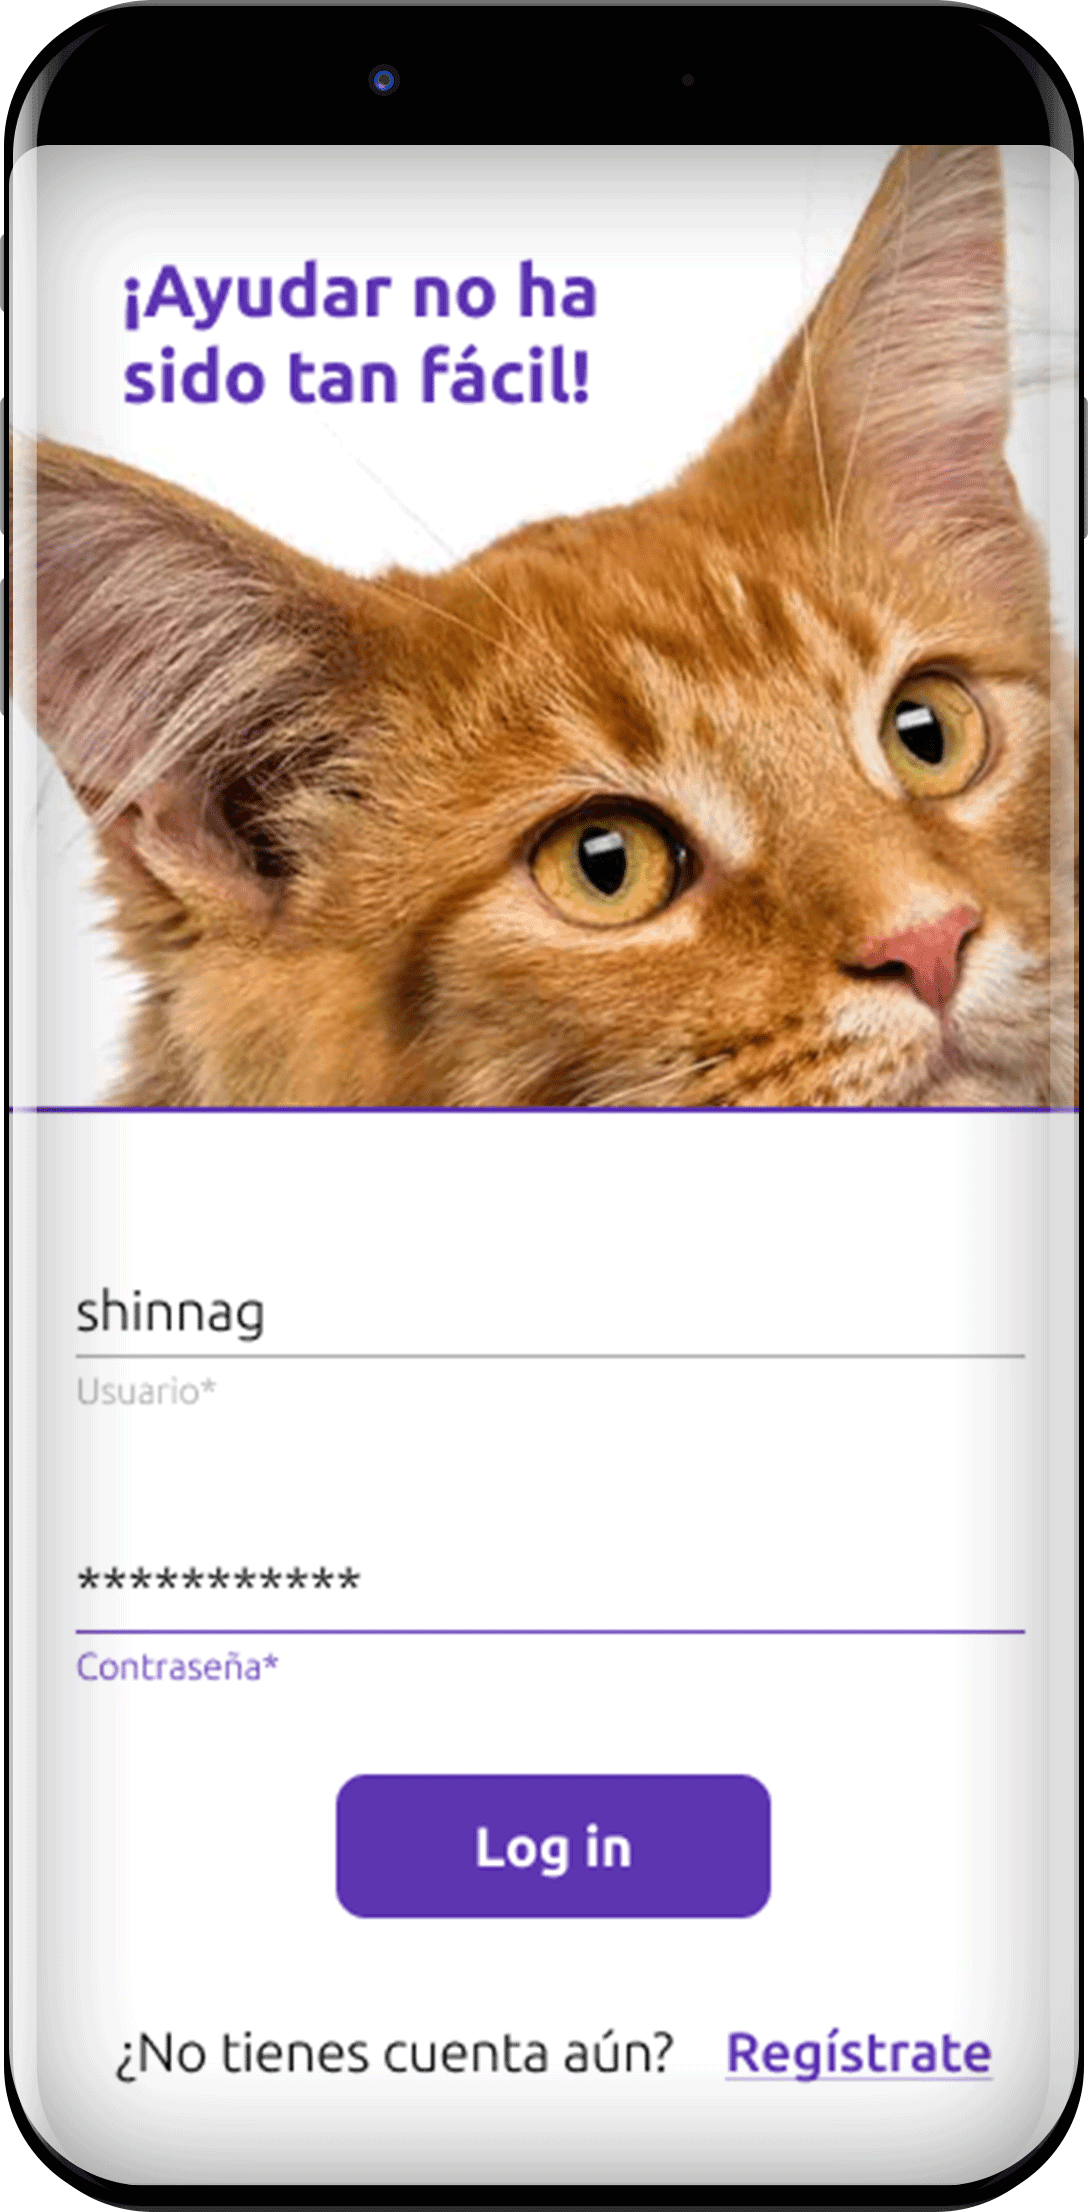 ¡Ayudar no ha
sido tan fácil!
shinnag
Usuario*
***********
Contraseña*
Log in
¿No tienes cuenta aún? Regístrate